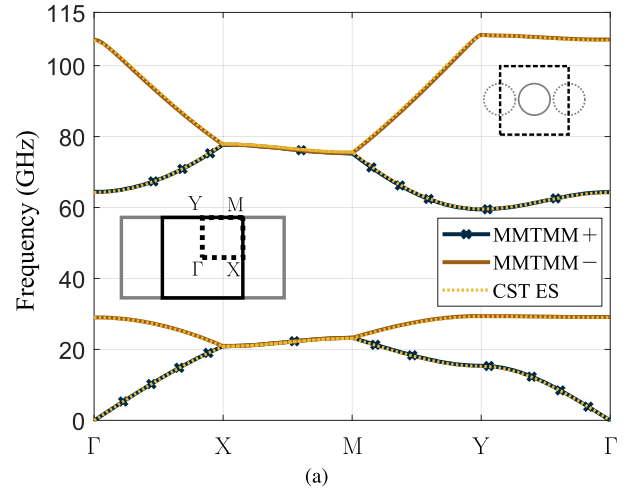 115
100
80
60
40
20
0
Frequency (GHz)
Y M
Γ X
MMTMM+
MMTMM−
CST ES
Γ X M Y Γ
(a)